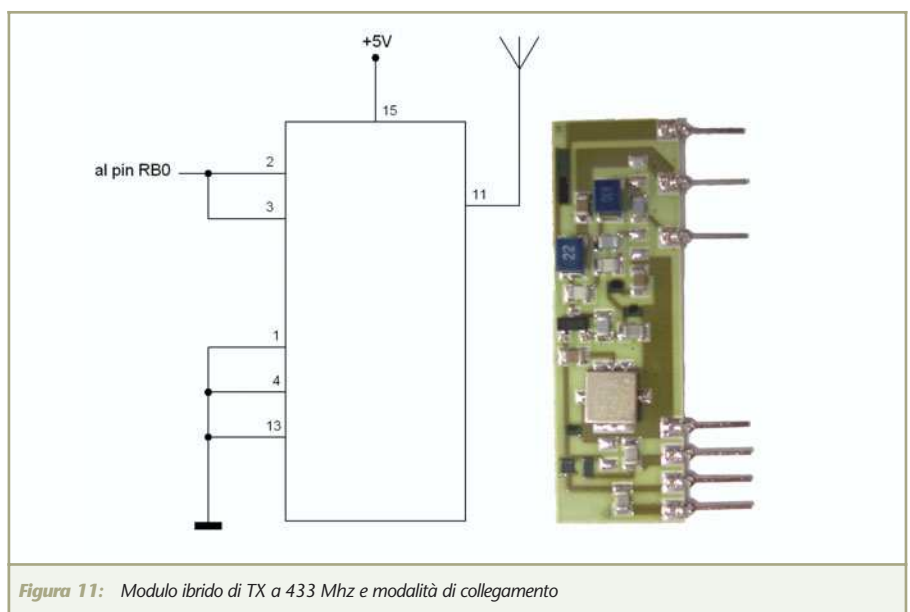 +5V
15
al pin RB0
2
3
11
1
4
13
22
Figura 11: Modulo ibrido di TX a 433 Mhz e modalità di collegamento